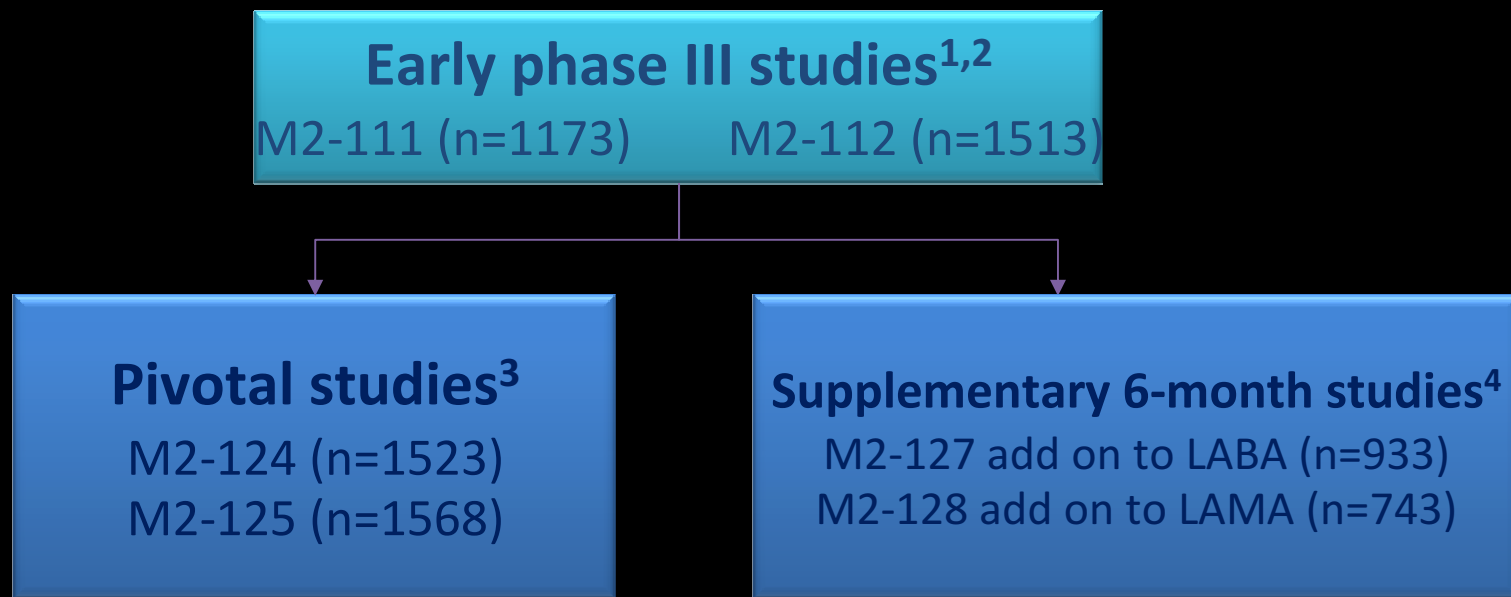 Early phase III studies1,2
M2-111 (n=1173) M2-112 (n=1513)
Pivotal studies3
M2-124 (n=1523)
M2-125 (n=1568)
Supplementary 6-month studies4
M2-127 add on to LABA (n=933)
M2-128 add on to LAMA (n=743)